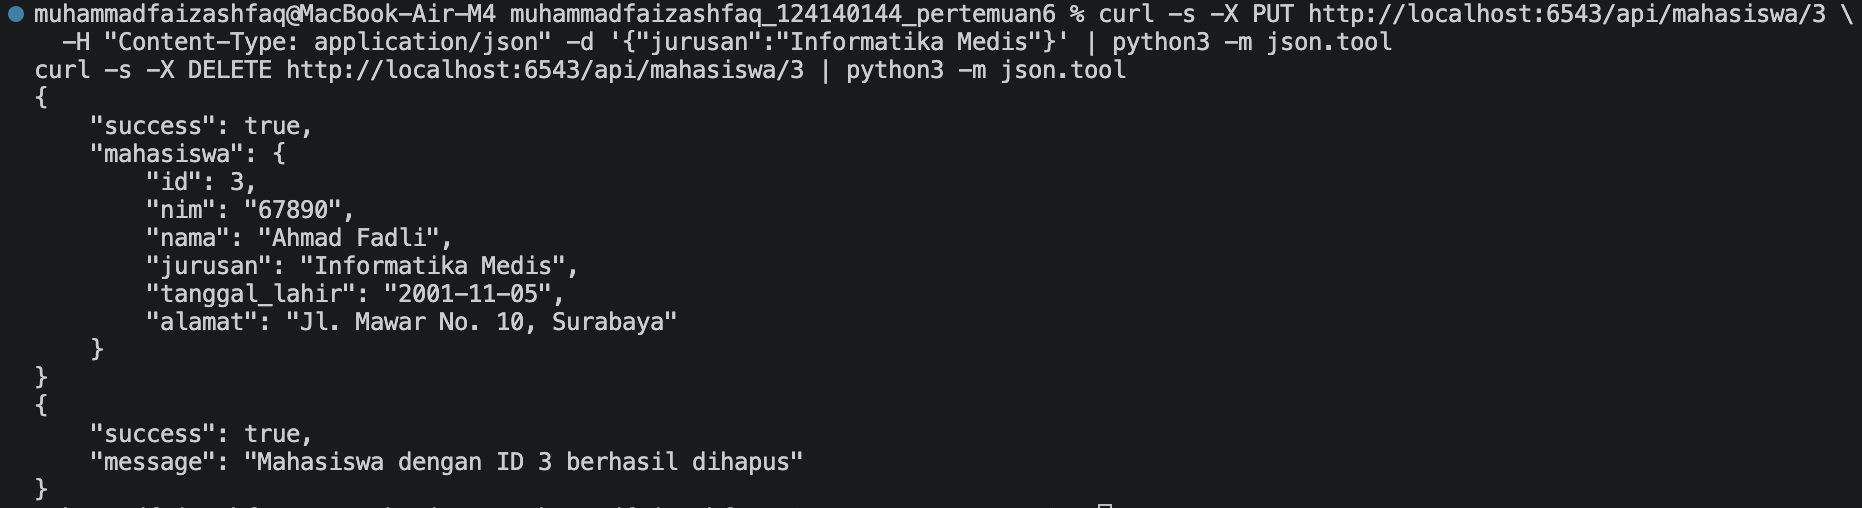 muhammadfaizashfaq@MacBook-Air-M4 muhammadfaizashfaq_124140144_pertemuan6 % curl -s -X PUT http://localhost:6543/api/mahasiswa/3 \
  -H "Content-Type: application/json" -d '{"jurusan":"Informatika Medis"}' | python3 -m json.tool
curl -s -X DELETE http://localhost:6543/api/mahasiswa/3 | python3 -m json.tool
{
    "success": true,
    "mahasiswa": {
        "id": 3,
        "nim": "67890",
        "nama": "Ahmad Fadli",
        "jurusan": "Informatika Medis",
        "tanggal_lahir": "2001-11-05",
        "alamat": "Jl. Mawar No. 10, Surabaya"
    }
}
{
    "success": true,
    "message": "Mahasiswa dengan ID 3 berhasil dihapus"
}